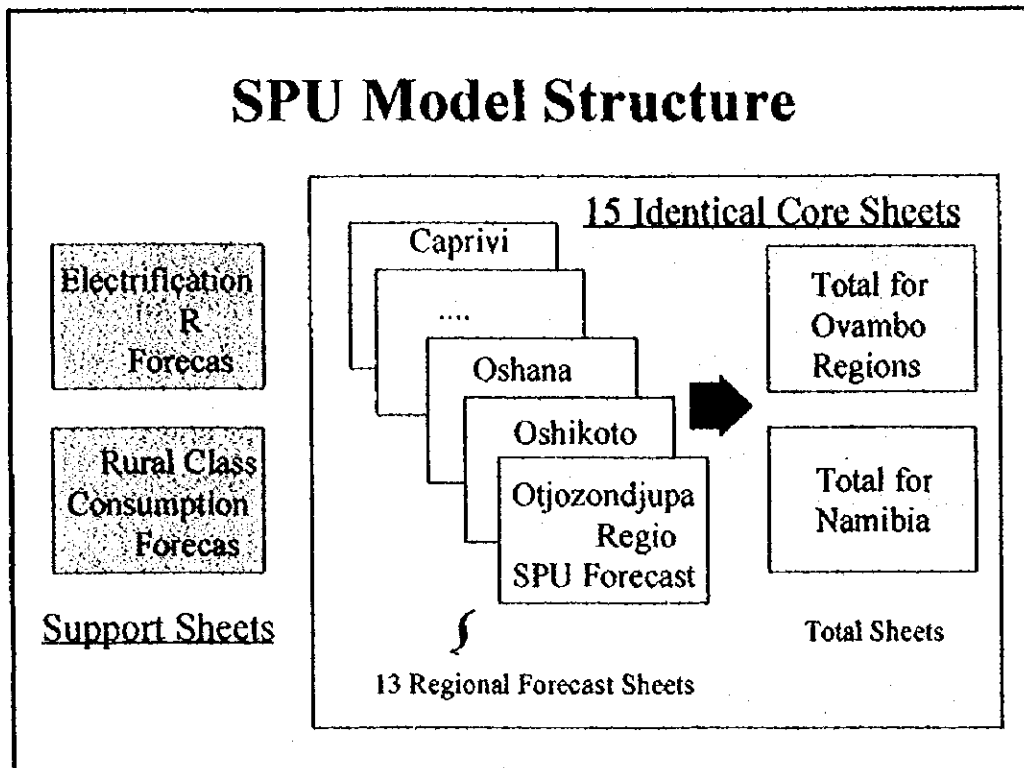 SPU Model Structure
Electrification
R
Forecas
Rural Class
Consumption
Forecas
Support Sheets
15 Identical Core Sheets
Caprivi
....
Oshana
Oshikoto
Otjozondjupa
Regio
SPU Forecast
13 Regional Forecast Sheets
Total for
Ovambo
Regions
Total for
Namibia
Total Sheets